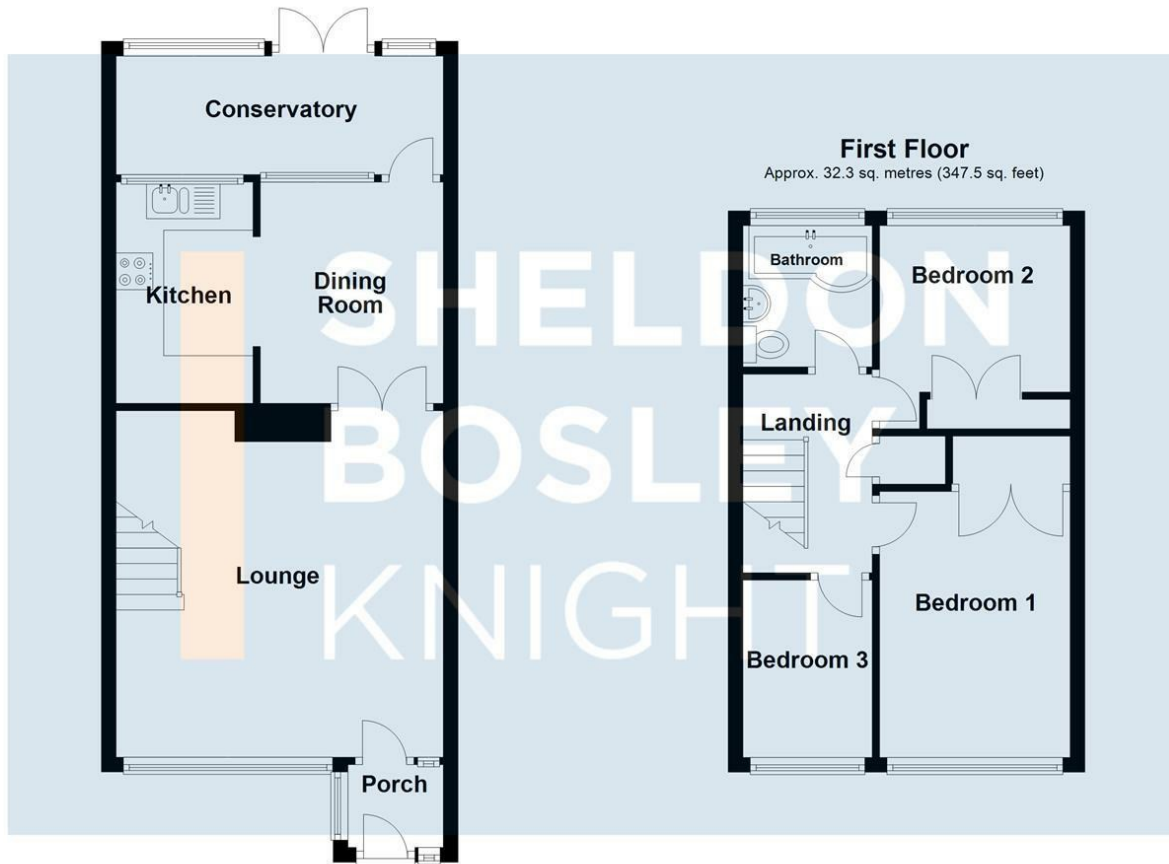 Conservatory
Kitchen
Dining
Room
Lounge
Porch
First Floor
Approx. 32.3 sq. metres (347.5 sq. feet)
Bathroom
Bedroom 2
Landing
Bedroom 1
Bedroom 3
SHELDON
BOSLEY
KNIGHT